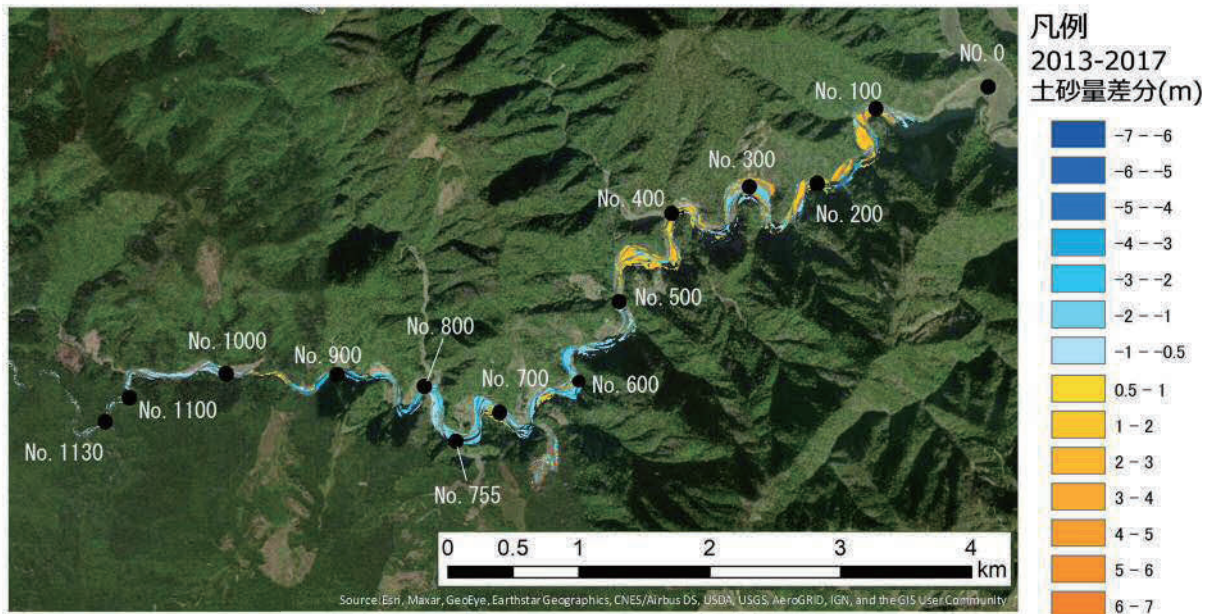 NO. 0
No. 100
No. 300
No. 400
No. 200
No. 500
No. 800
No. 1000
No. 900
No. 700
No. 600
No. 1100
No. 1130
No. 755
0 0.5 1 2 3 4
km
Source: Esri, Maxar, GeoEye, Earthstar Geographics, CNES/Airbus DS, USDA, USGS, AeroGRID, IGN, and the GIS User Community
凡例
2013-2017
土砂量差分(m)
-7 - -6
-6 - -5
-5 - -4
-4 - -3
-3 - -2
-2 - -1
-1 - -0.5
0.5 - 1
1 - 2
2 - 3
3 - 4
4 - 5
5 - 6
6 - 7